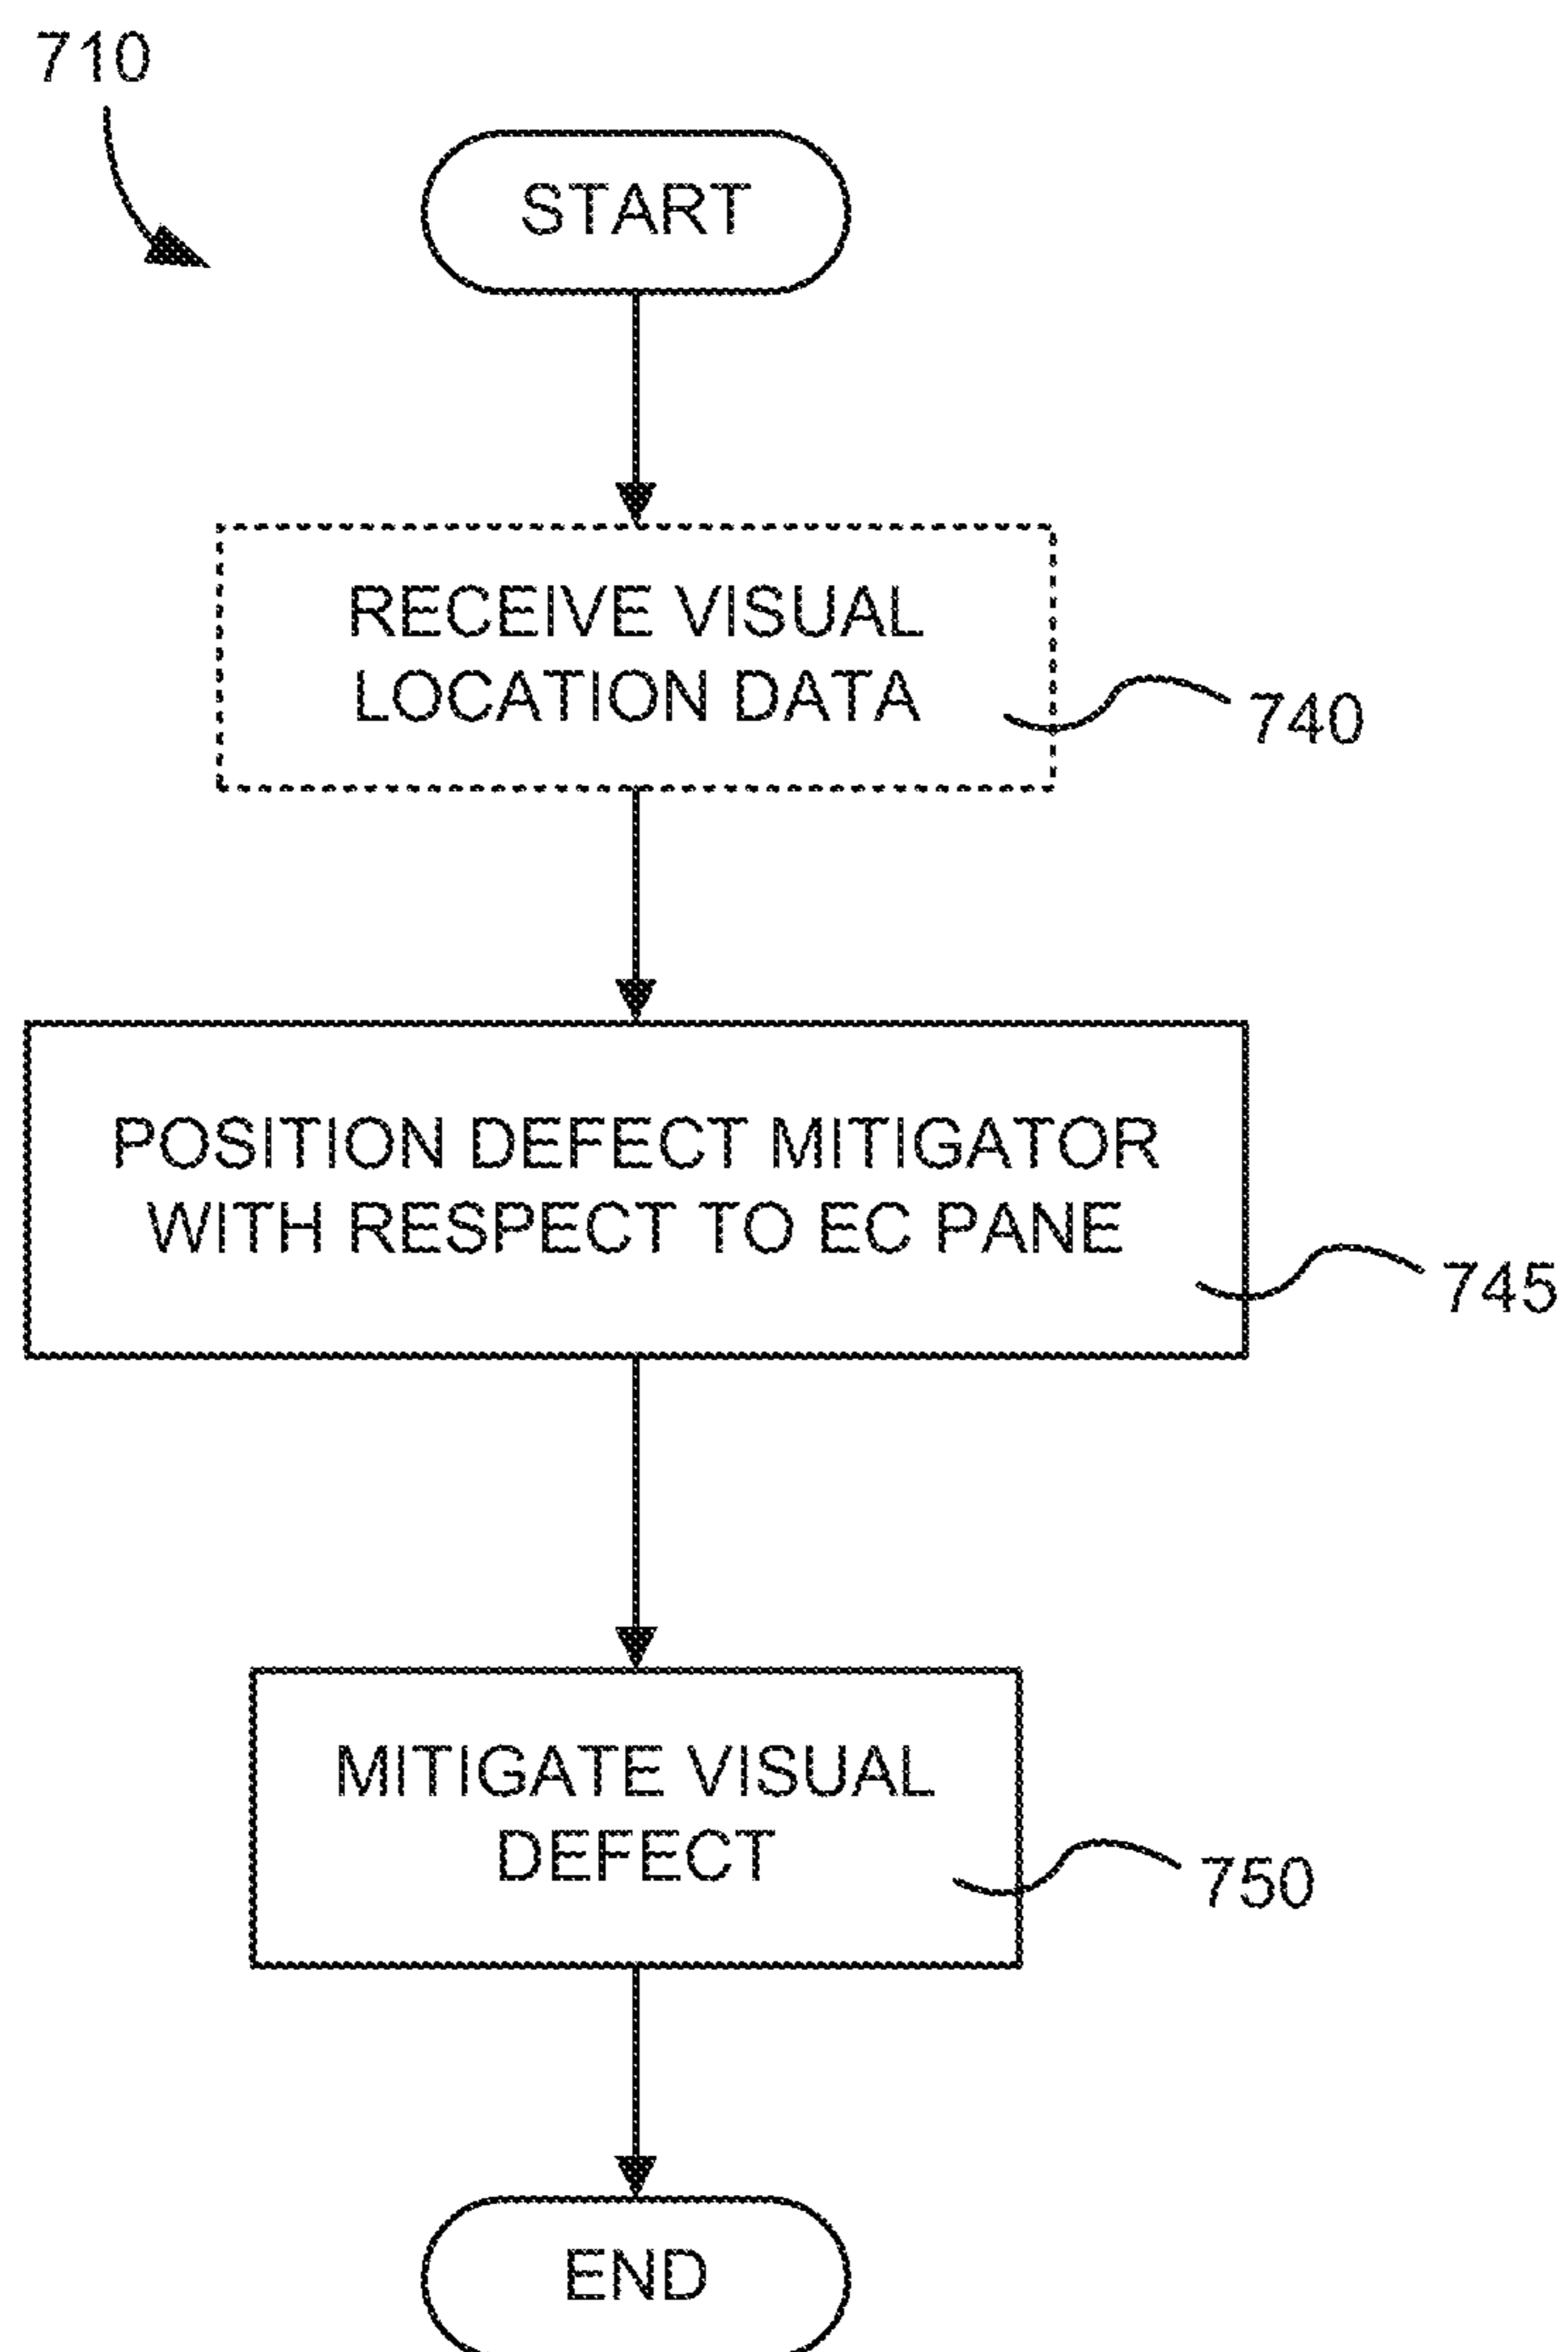 710
START
RECEIVE VISUAL
LOCATION DATA
740
POSITION DEFECT MITIGATOR
WITH RESPECT TO EC PANE
745
MITIGATE VISUAL
DEFECT
750
END